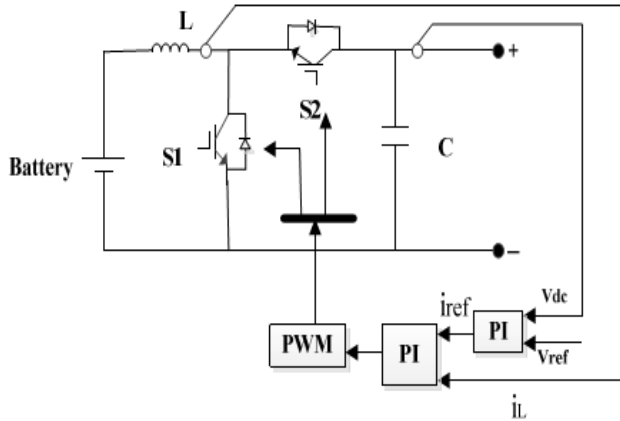 L
+
S2
S1
C
Battery
−
Vdc
iref
PI
PWM
PI
Vref
iL